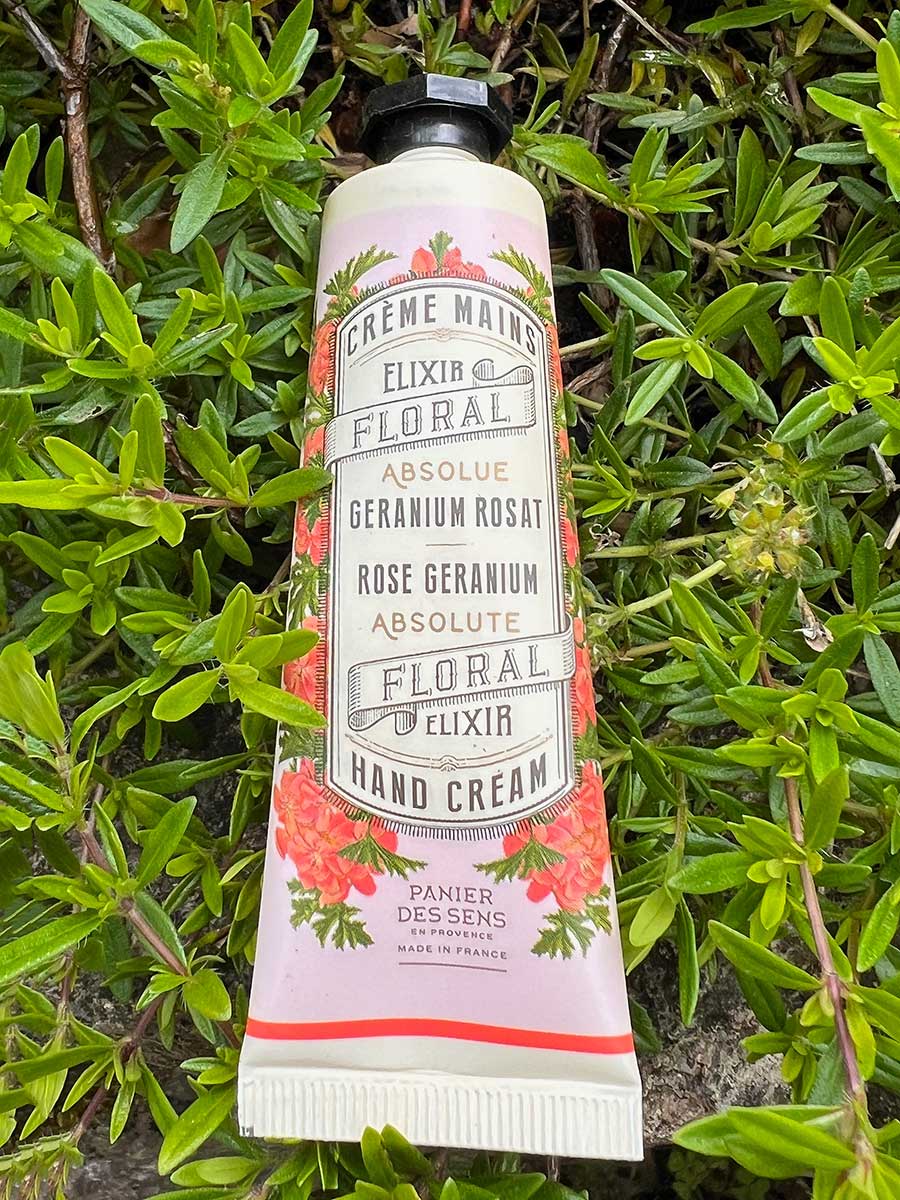 CRÈME MAINS
ELIXIR
FLORAL
ABSOLUE
GERANIUM ROSAT
ROSE GERANIUM
ABSOLUTE
FLORAL
ELIXIR
HAND CREAM
PANIER
DES SENS
EN PROVENCE
MADE IN FRANCE